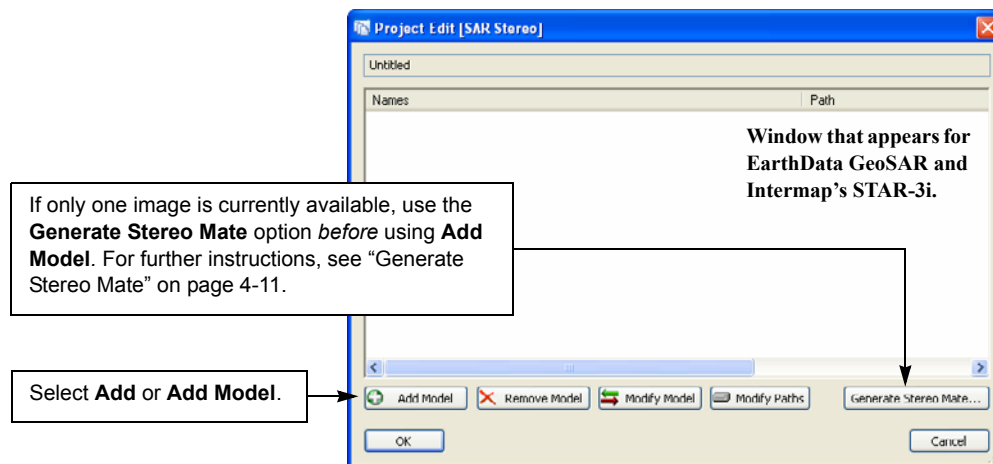 Project Edit [SAR Stereo]
Untitled
Names Path
Window that appears for
EarthData GeoSAR and
Intermap's STAR-3i.
If only one image is currently available, use the
Generate Stereo Mate option before using Add
Model. For further instructions, see “Generate
Stereo Mate” on page 4-11.
Select Add or Add Model.
Add Model Remove Model Modify Model Modify Paths Generate Stereo Mate...
OK Cancel